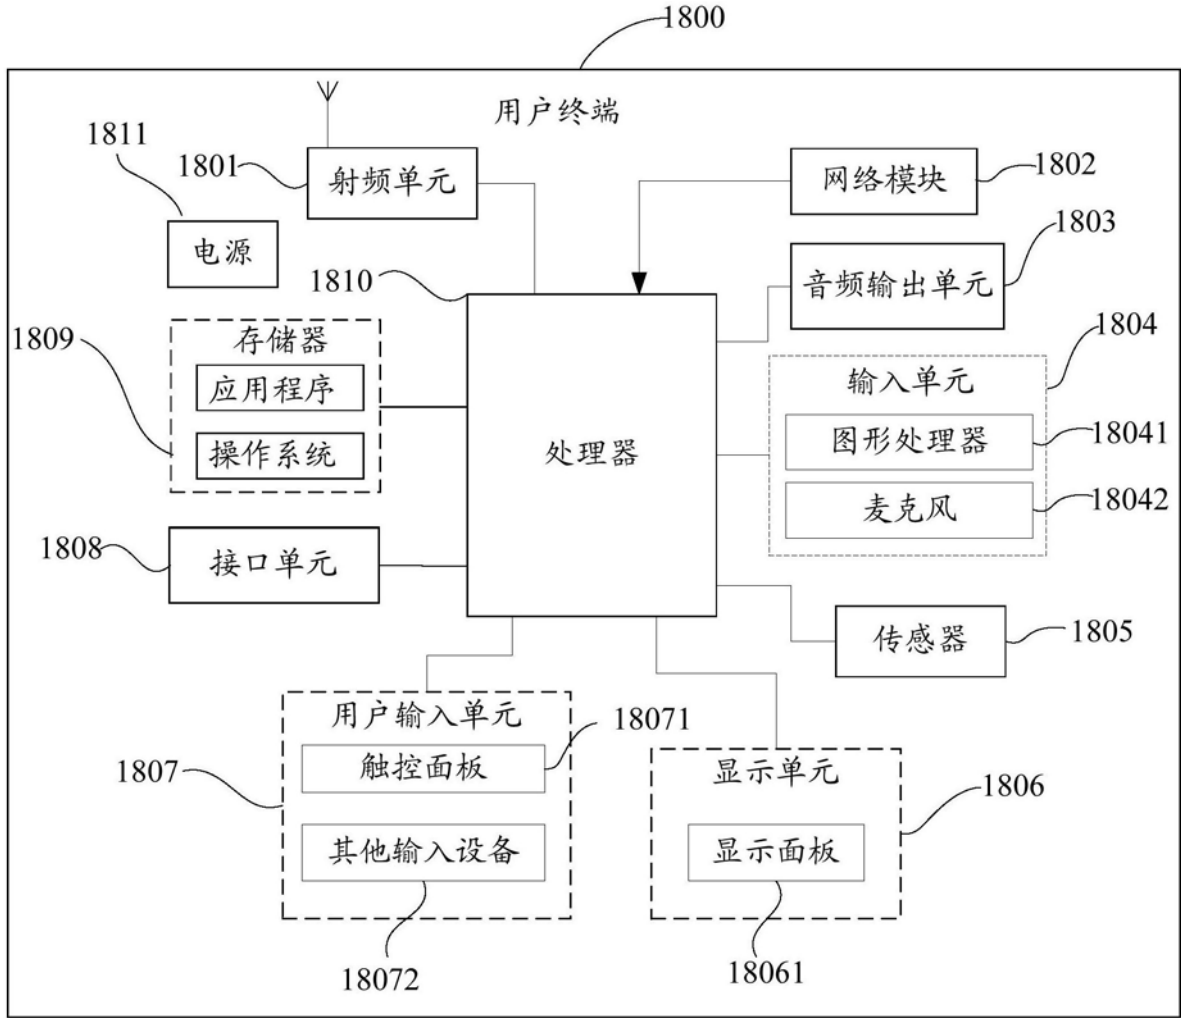 1800
用户终端
1811
1801
射频单元
网络模块
1802
电源
1810
音频输出单元
1803
1809
存储器
应用程序
操作系统
处理器
1804
输入单元
图形处理器
18041
麦克风
18042
1808
接口单元
传感器
1805
用户输入单元
18071
触控面板
1807
其他输入设备
18072
显示单元
1806
显示面板
18061